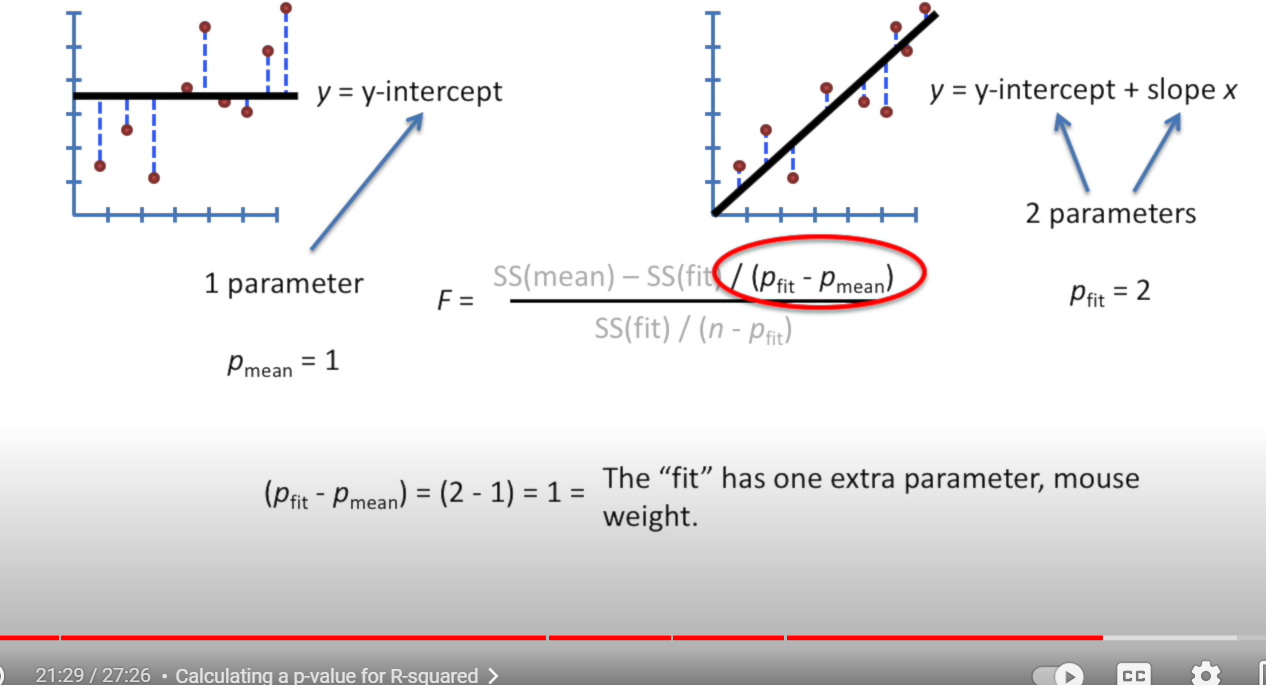 y = y-intercept
y = y-intercept + slope x
1 parameter
2 parameters
F =
SS(mean) – SS(fit) / (pfit - pmean)
SS(fit) / (n - pfit)
pmean = 1
pfit = 2
(pfit - pmean) = (2 - 1) = 1 =
The “fit” has one extra parameter, mouse
weight.
21:29 / 27:26 • Calculating a p-value for R-squared >
CC